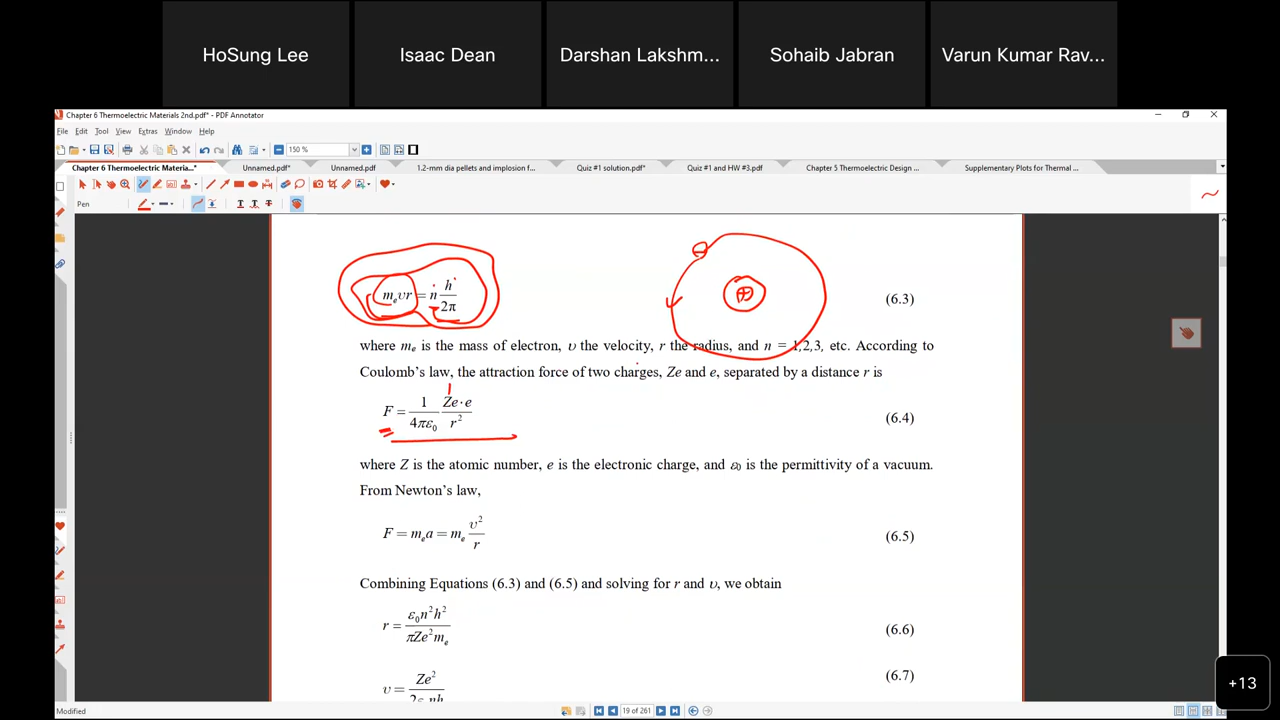 HoSung Lee Isaac Dean Darshan Lakshm... Sohaib Jabran Varun Kumar Rav...
Chapter 6 Thermoelectric Materials 2nd.pdf* - PDF Annotator
File Edit Tool View Extras Window Help
150 %
Chapter 6 Thermoelectric Materia...* Unnamed.pdf* Unnamed.pdf 1.2-mm dia pellets and implosion f... Quiz #1 solution.pdf* Quiz #1 and HW #3.pdf Chapter 5 Thermoelectric Design ... Supplementary Plots for Thermal ...
Pen
mₑυr = n h/2π (6.3)
where mₑ is the mass of electron, υ the velocity, r the radius, and n = 1,2,3, etc. According to
Coulomb's law, the attraction force of two charges, Ze and e, separated by a distance r is
F = 1/4πε₀ Ze·e/r² (6.4)
where Z is the atomic number, e is the electronic charge, and ε₀ is the permittivity of a vacuum.
From Newton's law,
F = mₑa = mₑ υ²/r (6.5)
Combining Equations (6.3) and (6.5) and solving for r and υ, we obtain
r = ε₀n²h²/πZe²mₑ (6.6)
υ = Ze²/2ε₀nh (6.7)
+13
Modified 19 of 261